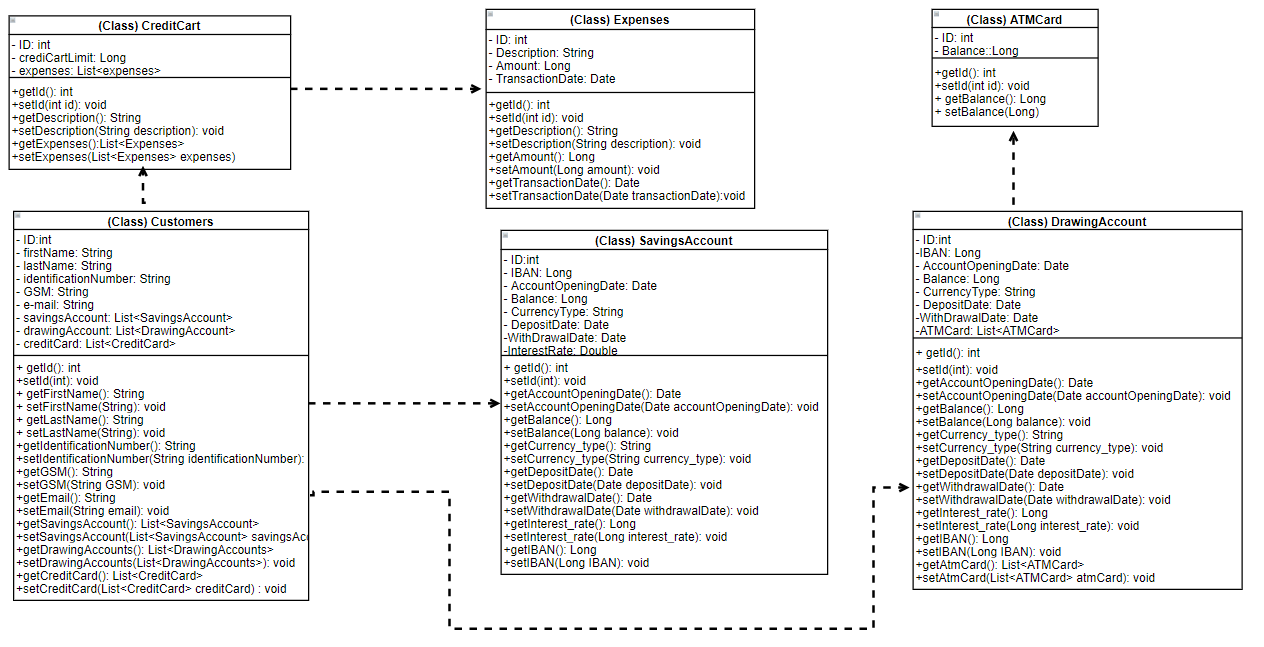 (Class) CreditCart
- ID: int
- crediCartLimit: Long
- expenses: List<expenses>
+getId(): int
+setId(int id): void
+getDescription(): String
+setDescription(String description): void
+getExpenses():List<Expenses>
+setExpenses(List<Expenses> expenses)
(Class) Expenses
- ID: int
- Description: String
- Amount: Long
- TransactionDate: Date
+getId(): int
+setId(int id): void
+getDescription(): String
+setDescription(String description): void
+getAmount(): Long
+setAmount(Long amount): void
+getTransactionDate(): Date
+setTransactionDate(Date transactionDate):void
(Class) ATMCard
- ID: int
- Balance::Long
+getId(): int
+setId(int id): void
+ getBalance(): Long
+ setBalance(Long)
(Class) Customers
- ID:int
- firstName: String
- lastName: String
- identificationNumber: String
- GSM: String
- e-mail: String
- savingsAccount: List<SavingsAccount>
- drawingAccount: List<DrawingAccount>
- creditCard: List<CreditCard>
+ getId(): int
+setId(int): void
+ getFirstName(): String
+ setFirstName(String): void
+ getLastName(): String
+ setLastName(String): void
+getIdentificationNumber(): String
+setIdentificationNumber(String identificationNumber):
+getGSM(): String
+setGSM(String GSM): void
+getEmail(): String
+setEmail(String email): void
+getSavingsAccount(): List<SavingsAccount>
+setSavingsAccount(List<SavingsAccount> savingsAcc
+getDrawingAccounts(): List<DrawingAccounts>
+setDrawingAccounts(List<DrawingAccounts>): void
+getCreditCard(): List<CreditCard>
+setCreditCard(List<CreditCard> creditCard) : void
(Class) SavingsAccount
- ID:int
- IBAN: Long
- AccountOpeningDate: Date
- Balance: Long
- CurrencyType: String
- DepositDate: Date
-WithDrawalDate: Date
-InterestRate: Double
+ getId(): int
+setId(int): void
+getAccountOpeningDate(): Date
+setAccountOpeningDate(Date accountOpeningDate): void
+getBalance(): Long
+setBalance(Long balance): void
+getCurrency_type(): String
+setCurrency_type(String currency_type): void
+getDepositDate(): Date
+setDepositDate(Date depositDate): void
+getWithdrawalDate(): Date
+setWithdrawalDate(Date withdrawalDate): void
+getInterest_rate(): Long
+setInterest_rate(Long interest_rate): void
+getIBAN(): Long
+setIBAN(Long IBAN): void
(Class) DrawingAccount
- ID:int
-IBAN: Long
- AccountOpeningDate: Date
- Balance: Long
- CurrencyType: String
- DepositDate: Date
-WithDrawalDate: Date
-ATMCard: List<ATMCard>
+ getId(): int
+setId(int): void
+getAccountOpeningDate(): Date
+setAccountOpeningDate(Date accountOpeningDate): void
+getBalance(): Long
+setBalance(Long balance): void
+getCurrency_type(): String
+setCurrency_type(String currency_type): void
+getDepositDate(): Date
+setDepositDate(Date depositDate): void
+getWithdrawalDate(): Date
+setWithdrawalDate(Date withdrawalDate): void
+getInterest_rate(): Long
+setInterest_rate(Long interest_rate): void
+getIBAN(): Long
+setIBAN(Long IBAN): void
+getAtmCard(): List<ATMCard>
+setAtmCard(List<ATMCard> atmCard): void